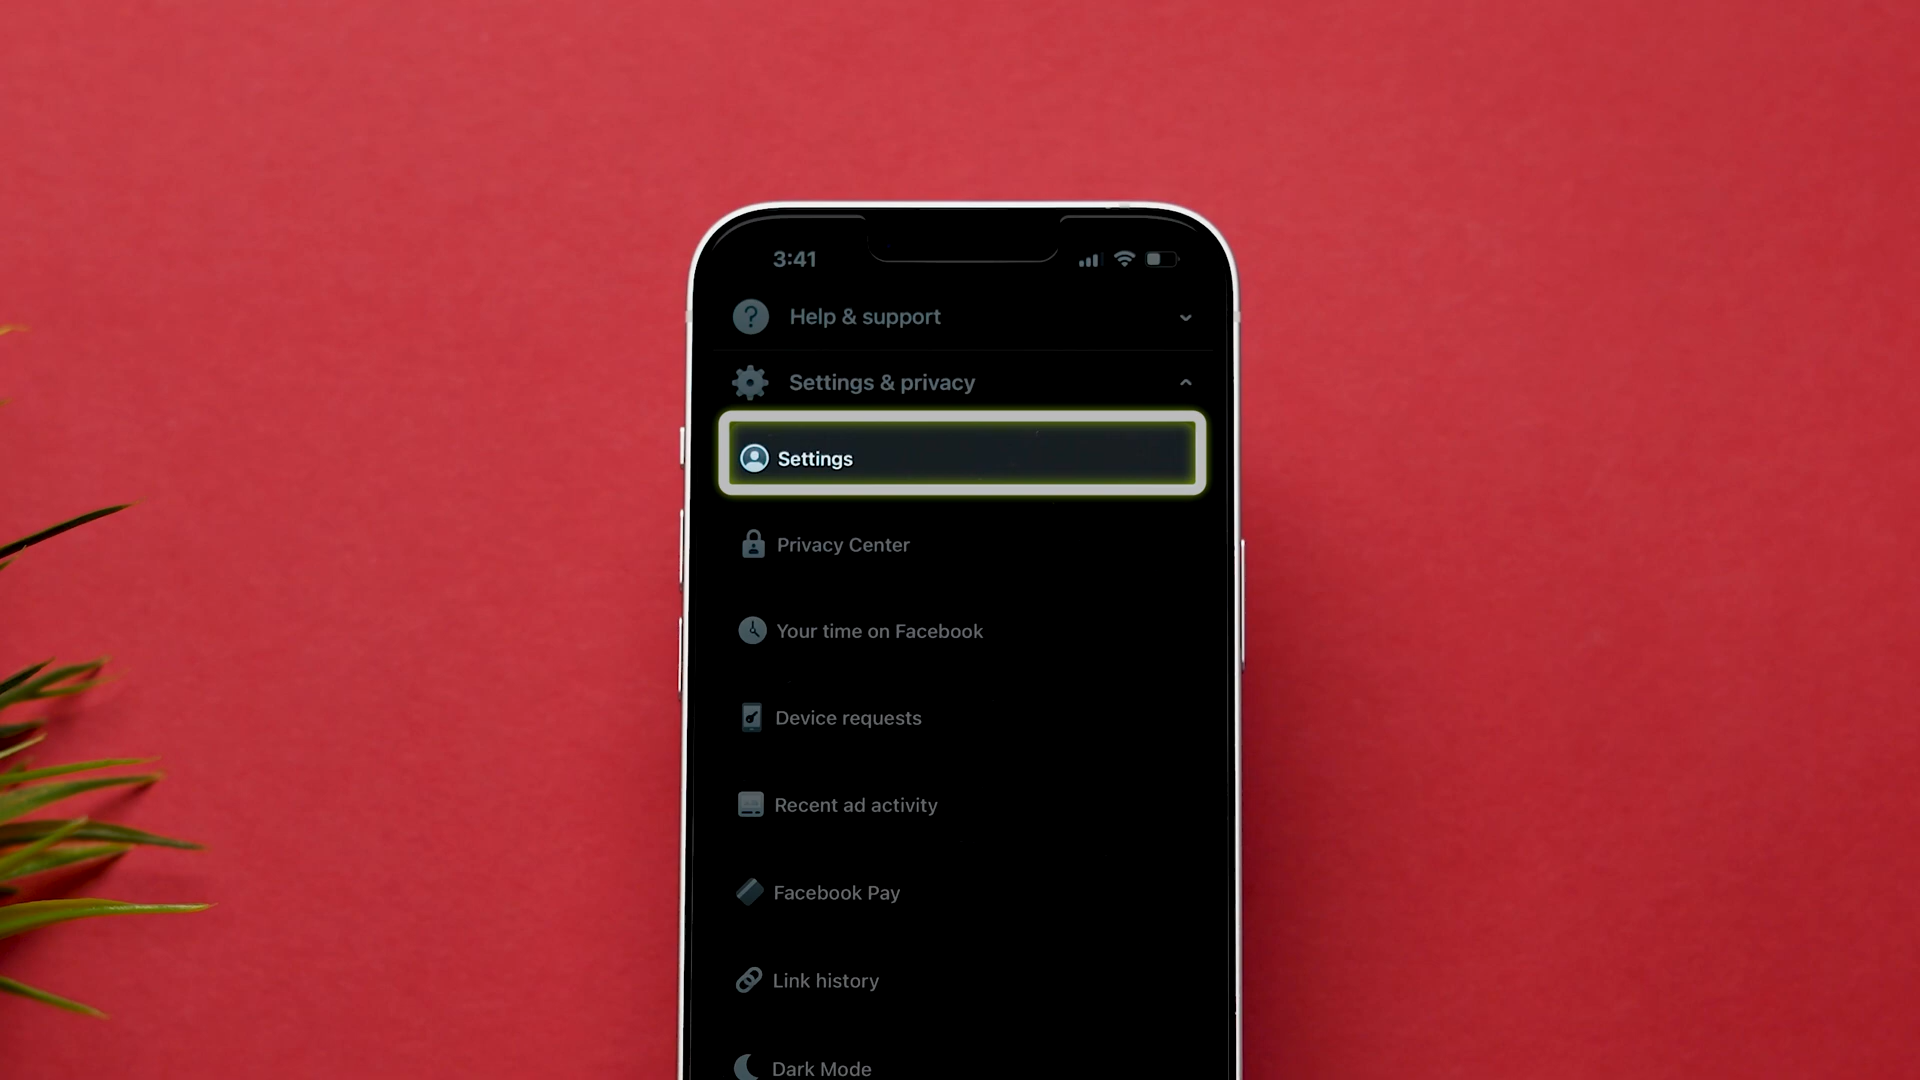 3:41
Help & support
Settings & privacy
Settings
Privacy Center
Your time on Facebook
Device requests
Recent ad activity
Facebook Pay
Link history
Dark Mode